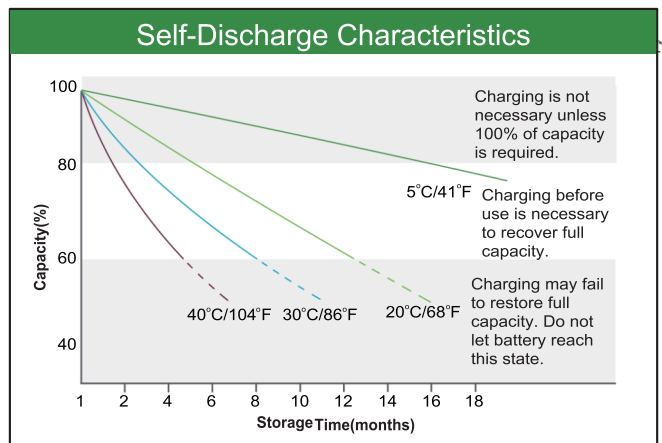 Self-Discharge Characteristics
100
80
60
40
Capacity(%)
Charging is not
necessary unless
100% of capacity
is required.
5°C/41°F
Charging before
use is necessary
to recover full
capacity.
Charging may fail
to restore full
capacity. Do not
let battery reach
this state.
40°C/104°F
30°C/86°F
20°C/68°F
1 2 4 6 8 10 12 14 16 18
Storage Time(months)